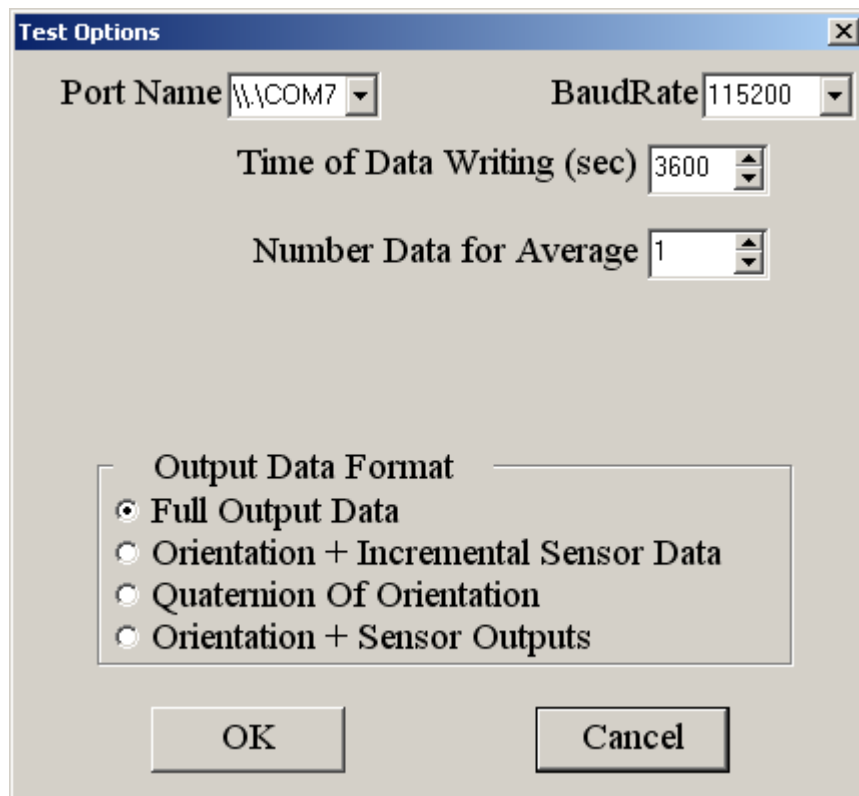 Test Options
Port Name \\.\COM7 BaudRate 115200
Time of Data Writing (sec) 3600
Number Data for Average 1
Output Data Format
Full Output Data
Orientation + Incremental Sensor Data
Quaternion Of Orientation
Orientation + Sensor Outputs
OK Cancel